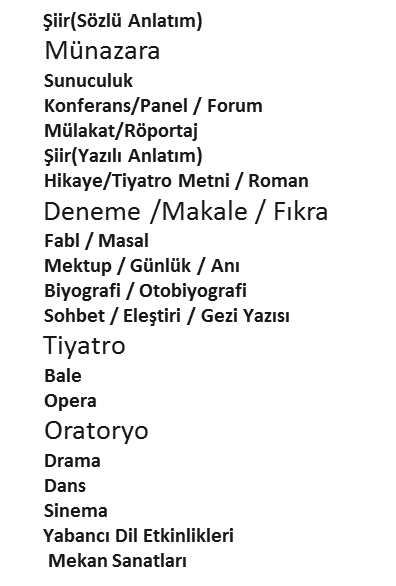 Şiir(Sözlü Anlatım)
Münazara
Sunuculuk
Konferans/Panel / Forum
Mülakat/Röportaj
Şiir(Yazılı Anlatım)
Hikaye/Tiyatro Metni / Roman
Deneme /Makale / Fıkra
Fabl / Masal
Mektup / Günlük / Anı
Biyografi / Otobiyografi
Sohbet / Eleştiri / Gezi Yazısı
Tiyatro
Bale
Opera
Oratoryo
Drama
Dans
Sinema
Yabancı Dil Etkinlikleri
Mekan Sanatları